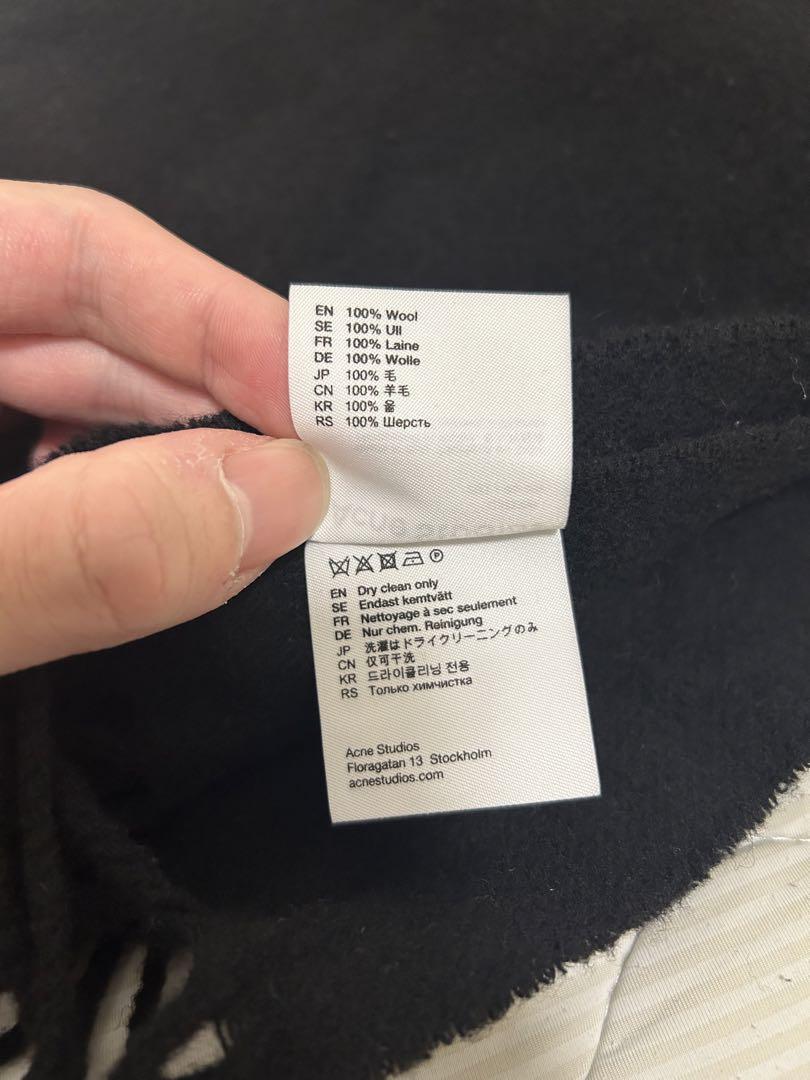 EN 100% Wool
SE 100% Ull
FR 100% Laine
DE 100% Wolle
JP 100% 毛
CN 100% 羊毛
KR 100% 울
RS 100% Шерсть
P
EN Dry clean only
SE Endast kemtvätt
FR Nettoyage à sec seulement
DE Nur chem. Reinigung
JP 洗濯はドライクリーニングのみ
CN 仅可干洗
KR 드라이클리닝 전용
RS Только химчистка
Acne Studios
Floragatan 13 Stockholm
acnestudios.com